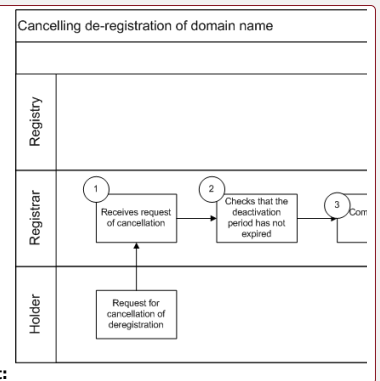 Cancelling de-registration of domain name
Registry
Registrar
1
Receives request
of cancellation
2
Checks that the
deactivation
period has not
expired
3
Holder
Request for
cancellation of
deregistration